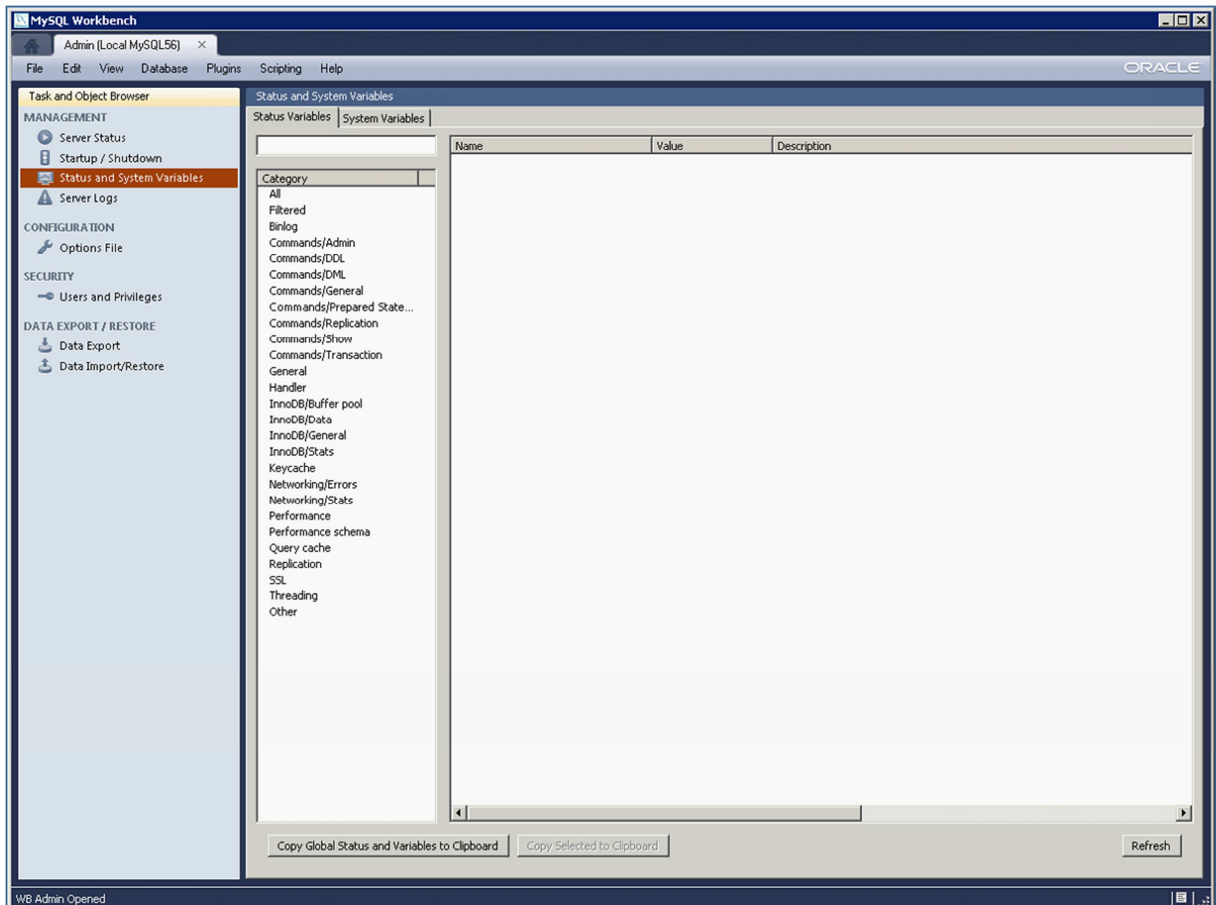 MySQL Workbench
Admin (Local MySQL56)
File Edit View Database Plugins Scripting Help ORACLE
Task and Object Browser
MANAGEMENT
Server Status
Startup / Shutdown
Status and System Variables
Server Logs
CONFIGURATION
Options File
SECURITY
Users and Privileges
DATA EXPORT / RESTORE
Data Export
Data Import/Restore
Status and System Variables
Status Variables System Variables
Category
All
Filtered
Binlog
Commands/Admin
Commands/DDL
Commands/DML
Commands/General
Commands/Prepared State...
Commands/Replication
Commands/Show
Commands/Transaction
General
Handler
InnoDB/Buffer pool
InnoDB/Data
InnoDB/General
InnoDB/Stats
Keycache
Networking/Errors
Networking/Stats
Performance
Performance schema
Query cache
Replication
SSL
Threading
Other
Name Value Description
Copy Global Status and Variables to Clipboard Copy Selected to Clipboard Refresh
WB Admin Opened